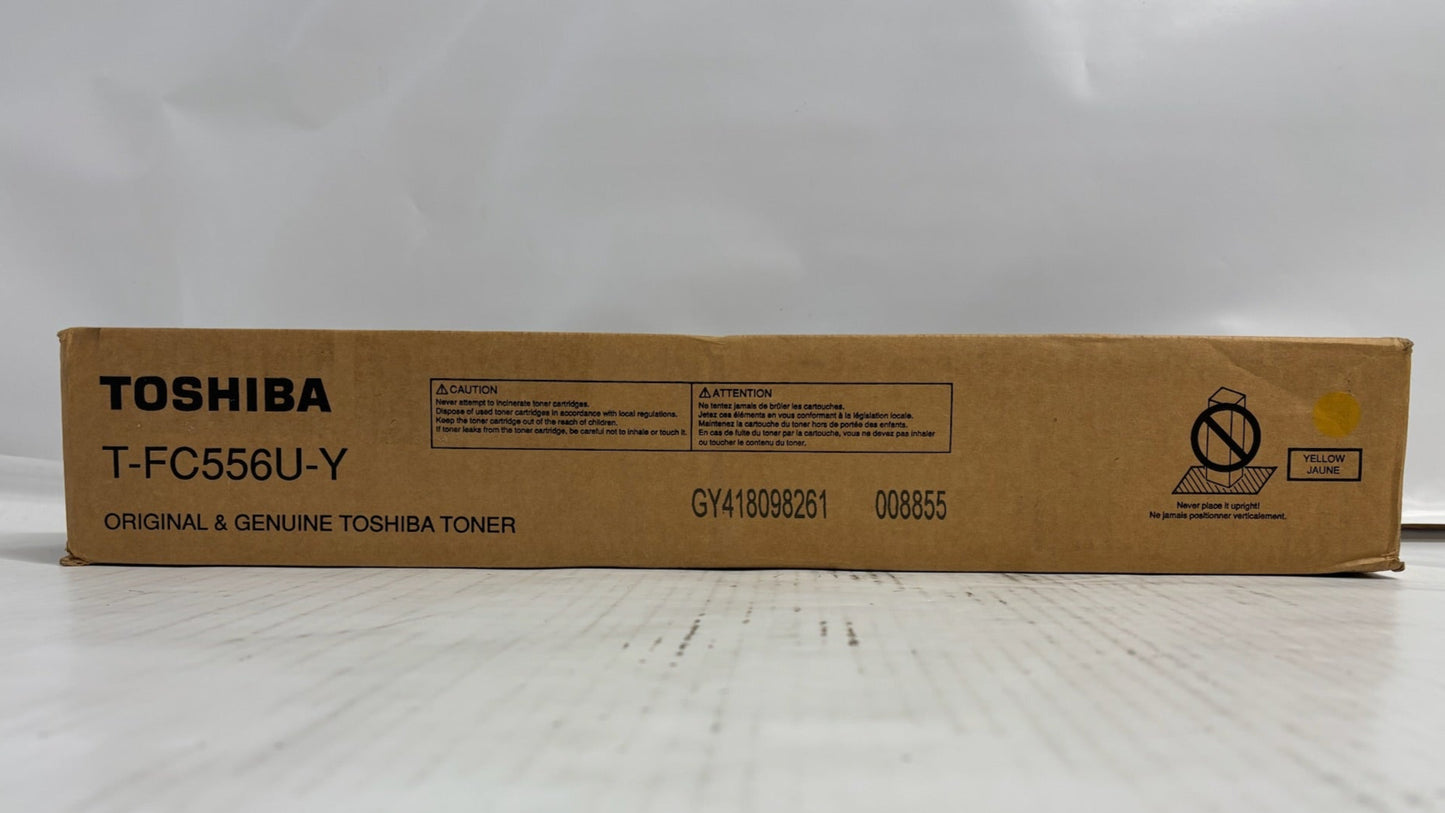 TOSHIBA
T-FC556U-Y
ORIGINAL & GENUINE TOSHIBA TONER
⚠CAUTION
Never attempt to incinerate toner cartridges.
Dispose of used toner cartridges in accordance with local regulations.
Keep the toner cartridge out of the reach of children.
If toner leaks from the toner cartridge, be careful not to inhale or touch it.
⚠ATTENTION
Ne tentez jamais de brûler les cartouches.
Jetez ces éléments en vous conformant à la législation locale.
Maintenez la cartouche du toner hors de portée des enfants.
En cas de fuite du toner par la cartouche, vous ne devez pas inhaler
ou toucher le contenu du toner.
GY418098261 008855
Never place it upright!
Ne jamais positionner verticalement.
YELLOW
JAUNE